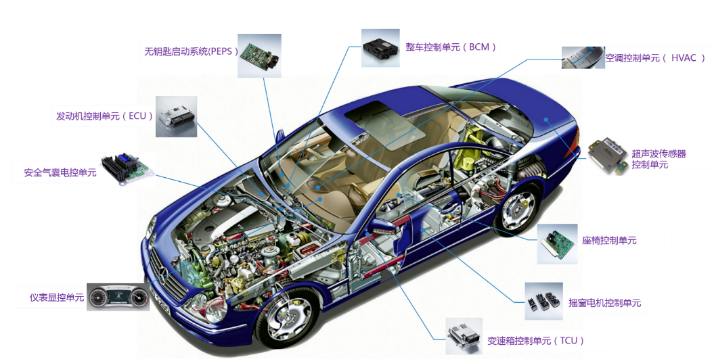 无钥匙启动系统(PEPS)
整车控制单元（BCM）
空调控制单元（ HVAC ）
发动机控制单元（ECU）
超声波传感器
控制单元
安全气囊电控单元
座椅控制单元
仪表显控单元
摇窗电机控制单元
变速箱控制单元（TCU）